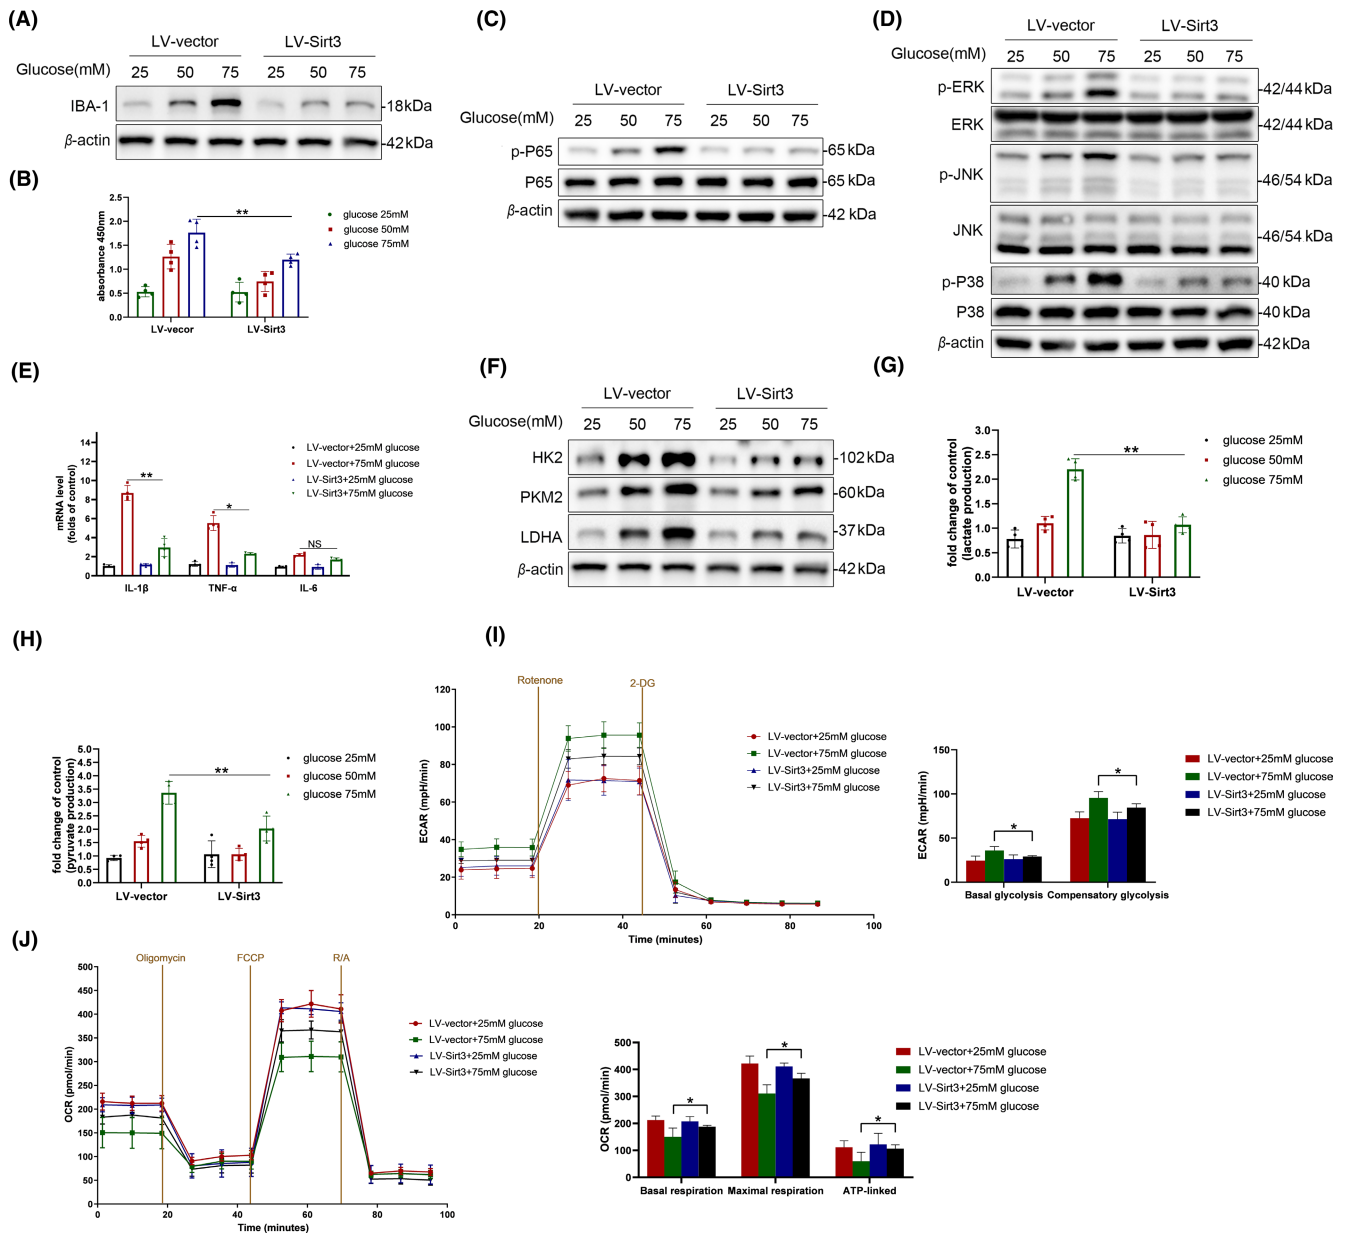 (A)
LV-vector LV-Sirt3
Glucose(mM) 25 50 75 25 50 75
IBA-1 -18kDa
β-actin -42kDa
(B)
absorbance 450nm
2.5
2.0
1.5
1.0
0.5
0.0
LV-vecor LV-Sirt3
**
glucose 25mM
glucose 50mM
glucose 75mM
(C)
LV-vector LV-Sirt3
Glucose(mM) 25 50 75 25 50 75
p-P65 -65kDa
P65 -65 kDa
β-actin -42 kDa
(D)
LV-vector LV-Sirt3
Glucose(mM) 25 50 75 25 50 75
p-ERK -42/44kDa
ERK -42/44 kDa
p-JNK -46/54 kDa
JNK -46/54 kDa
p-P38 -40 kDa
P38 -40 kDa
β-actin -42kDa
(E)
mRNA level
(folds of control)
14
12
10
8
6
4
2
0
** * NS
IL-1β TNF-α IL-6
LV-vector+25mM glucose
LV-vector+75mM glucose
LV-Sirt3+25mM glucose
LV-Sirt3+75mM glucose
(F)
LV-vector LV-Sirt3
Glucose(mM) 25 50 75 25 50 75
HK2 -102kDa
PKM2 -60kDa
LDHA -37kDa
β-actin -42kDa
(G)
fold change of control
(lactate production)
3.0
2.5
2.0
1.5
1.0
0.5
0.0
**
LV-vector LV-Sirt3
glucose 25mM
glucose 50mM
glucose 75mM
(H)
fold change of control
(pyruvate production)
5.0
4.5
4.0
3.5
3.0
2.5
2.0
1.5
1.0
0.5
0.0
**
LV-vector LV-Sirt3
glucose 25mM
glucose 50mM
glucose 75mM
(I)
Rotenone 2-DG
ECAR (mpH/min)
120
100
80
60
40
20
0
0 20 40 60 80 100
Time (minutes)
LV-vector+25mM glucose
LV-vector+75mM glucose
LV-Sirt3+25mM glucose
LV-Sirt3+75mM glucose
ECAR (mpH/min)
150
100
50
0
* *
Basal glycolysis Compensatory glycolysis
LV-vector+25mM glucose
LV-vector+75mM glucose
LV-Sirt3+25mM glucose
LV-Sirt3+75mM glucose
(J)
Oligomycin FCCP R/A
OCR (pmol/min)
500
450
400
350
300
250
200
150
100
50
0
0 20 40 60 80 100
Time (minutes)
LV-vector+25mM glucose
LV-vector+75mM glucose
LV-Sirt3+25mM glucose
LV-Sirt3+75mM glucose
OCR (pmol/min)
500
400
300
200
100
0
* * *
Basal respiration Maximal respiration ATP-linked
LV-vector+25mM glucose
LV-vector+75mM glucose
LV-Sirt3+25mM glucose
LV-Sirt3+75mM glucose